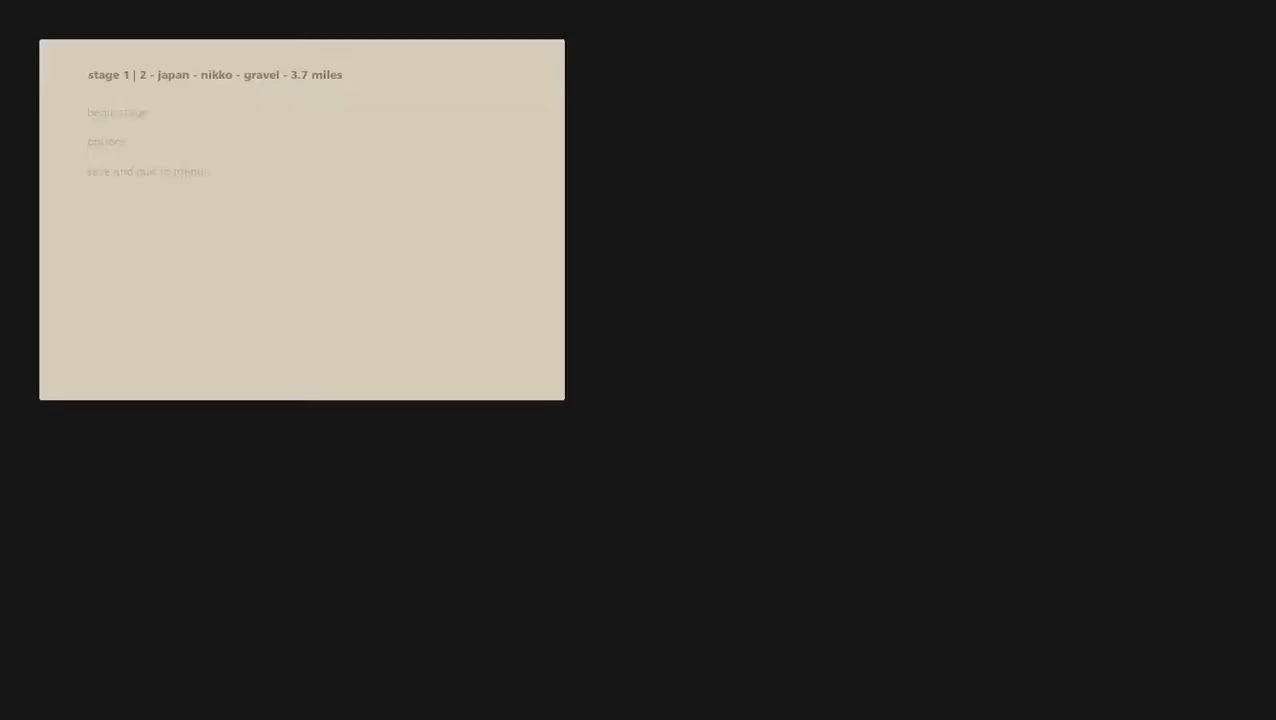 stage 1 | 2 - japan - nikko - gravel - 3.7 miles
begin stage
options
save and quit to menu